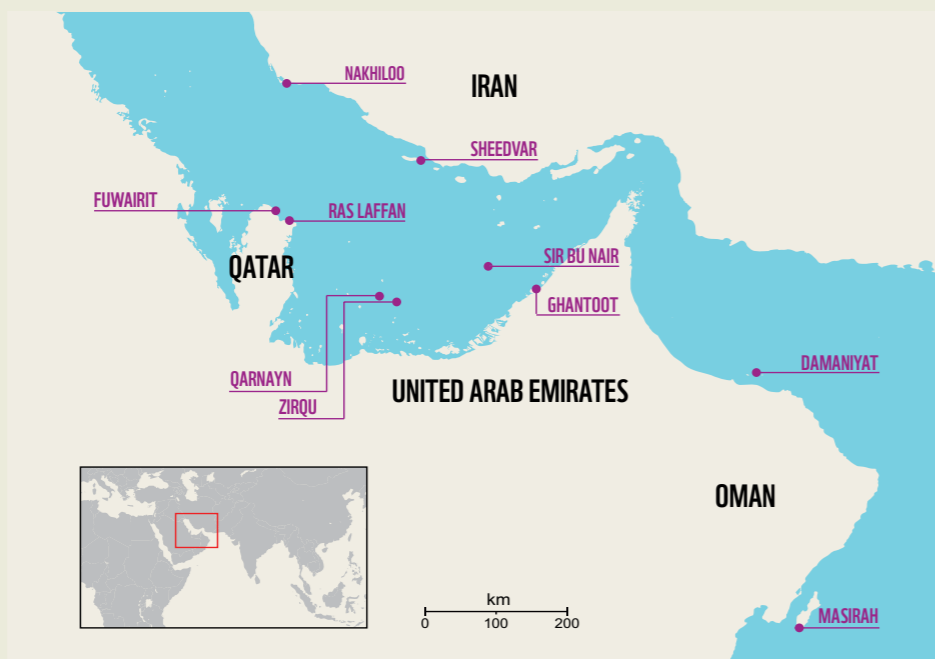 NAKHILOO
IRAN
SHEEDVAR
FUWAIRIT
RAS LAFFAN
QATAR
SIR BU NAIR
GHANTOOT
QARNAYN
ZIRQU
UNITED ARAB EMIRATES
DAMANIYAT
OMAN
km
0 100 200
MASIRAH